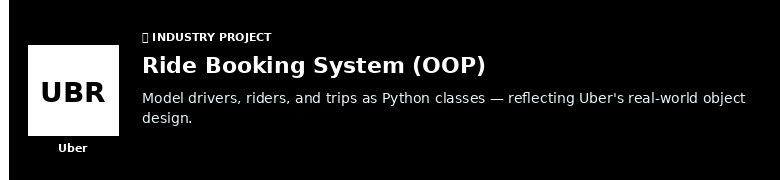 INDUSTRY PROJECT
Ride Booking System (OOP)
UBR
Model drivers, riders, and trips as Python classes — reflecting Uber's real-world object
design.
Uber